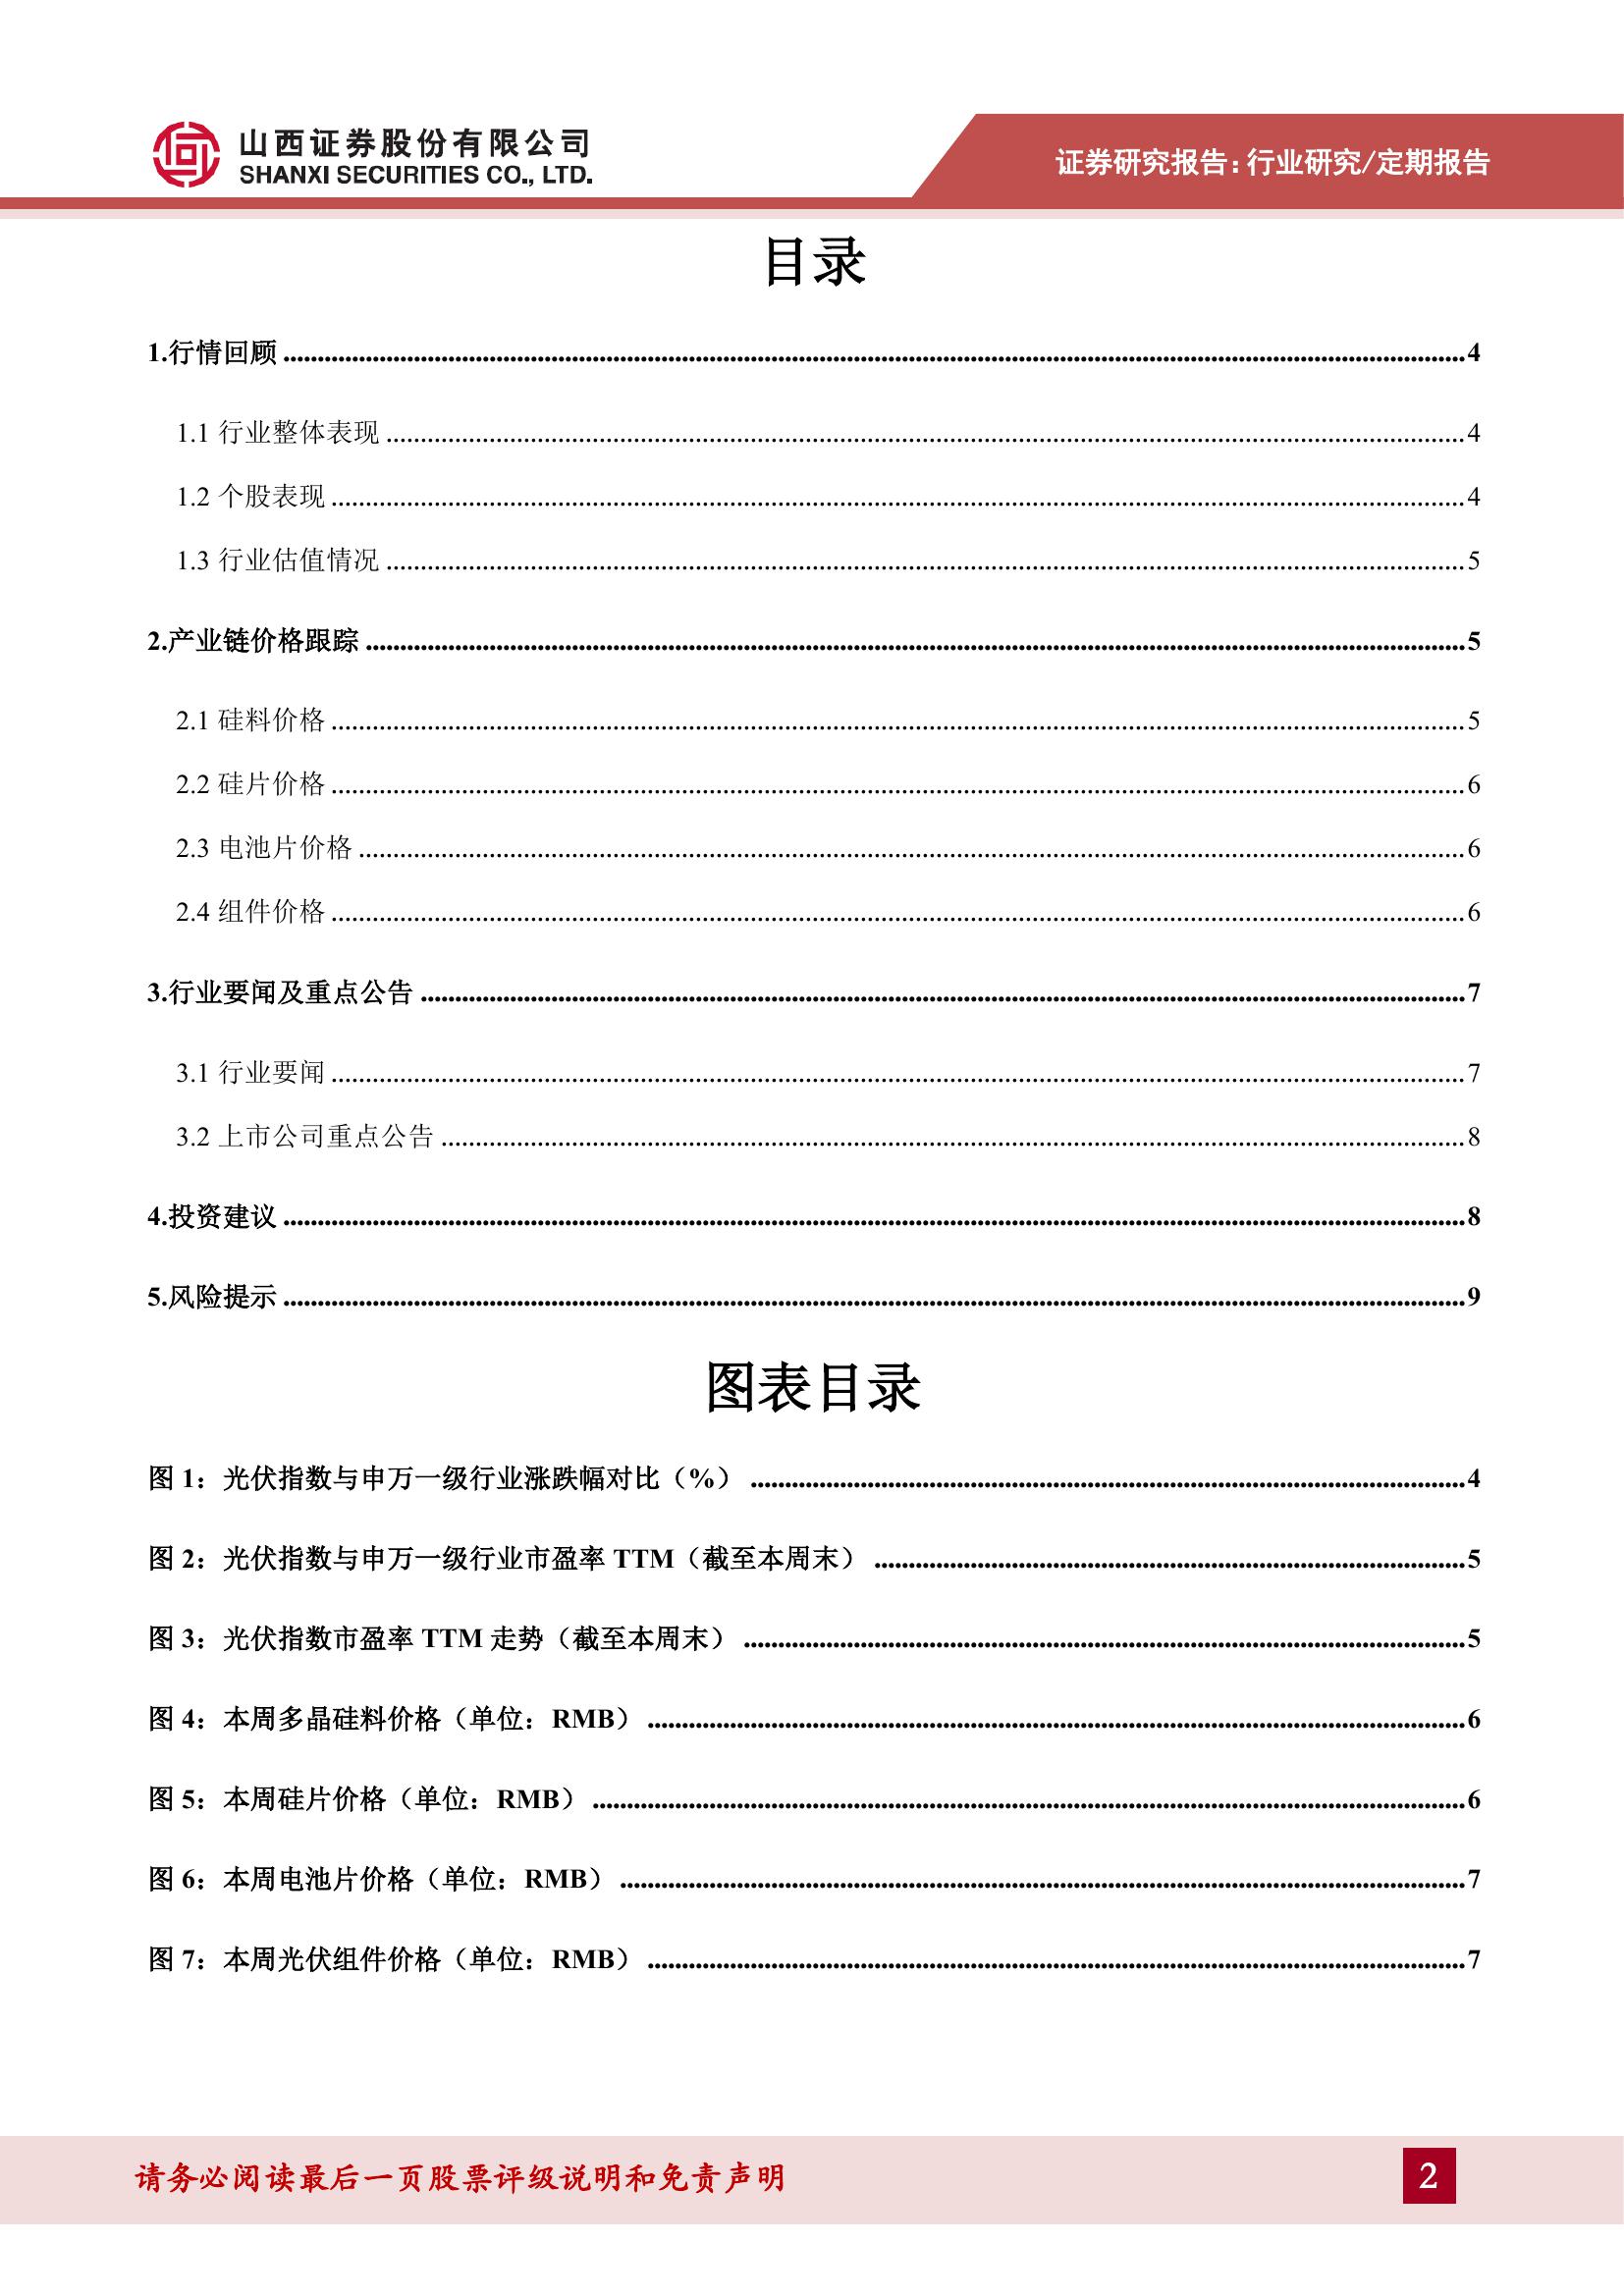 山西证券股份有限公司
SHANXI SECURITIES CO., LTD.
证券研究报告：行业研究/定期报告
目录
1.行情回顾 ........ 4
1.1 行业整体表现 ........ 4
1.2 个股表现 ........ 4
1.3 行业估值情况 ........ 5
2.产业链价格跟踪 ........ 5
2.1 硅料价格 ........ 5
2.2 硅片价格 ........ 6
2.3 电池片价格 ........ 6
2.4 组件价格 ........ 6
3.行业要闻及重点公告 ........ 7
3.1 行业要闻 ........ 7
3.2 上市公司重点公告 ........ 8
4.投资建议 ........ 8
5.风险提示 ........ 9
图表目录
图 1：光伏指数与申万一级行业涨跌幅对比（%） ........ 4
图 2：光伏指数与申万一级行业市盈率 TTM（截至本周末） ........ 5
图 3：光伏指数市盈率 TTM 走势（截至本周末） ........ 5
图 4：本周多晶硅料价格（单位：RMB） ........ 6
图 5：本周硅片价格（单位：RMB） ........ 6
图 6：本周电池片价格（单位：RMB） ........ 7
图 7：本周光伏组件价格（单位：RMB） ........ 7
请务必阅读最后一页股票评级说明和免责声明
2